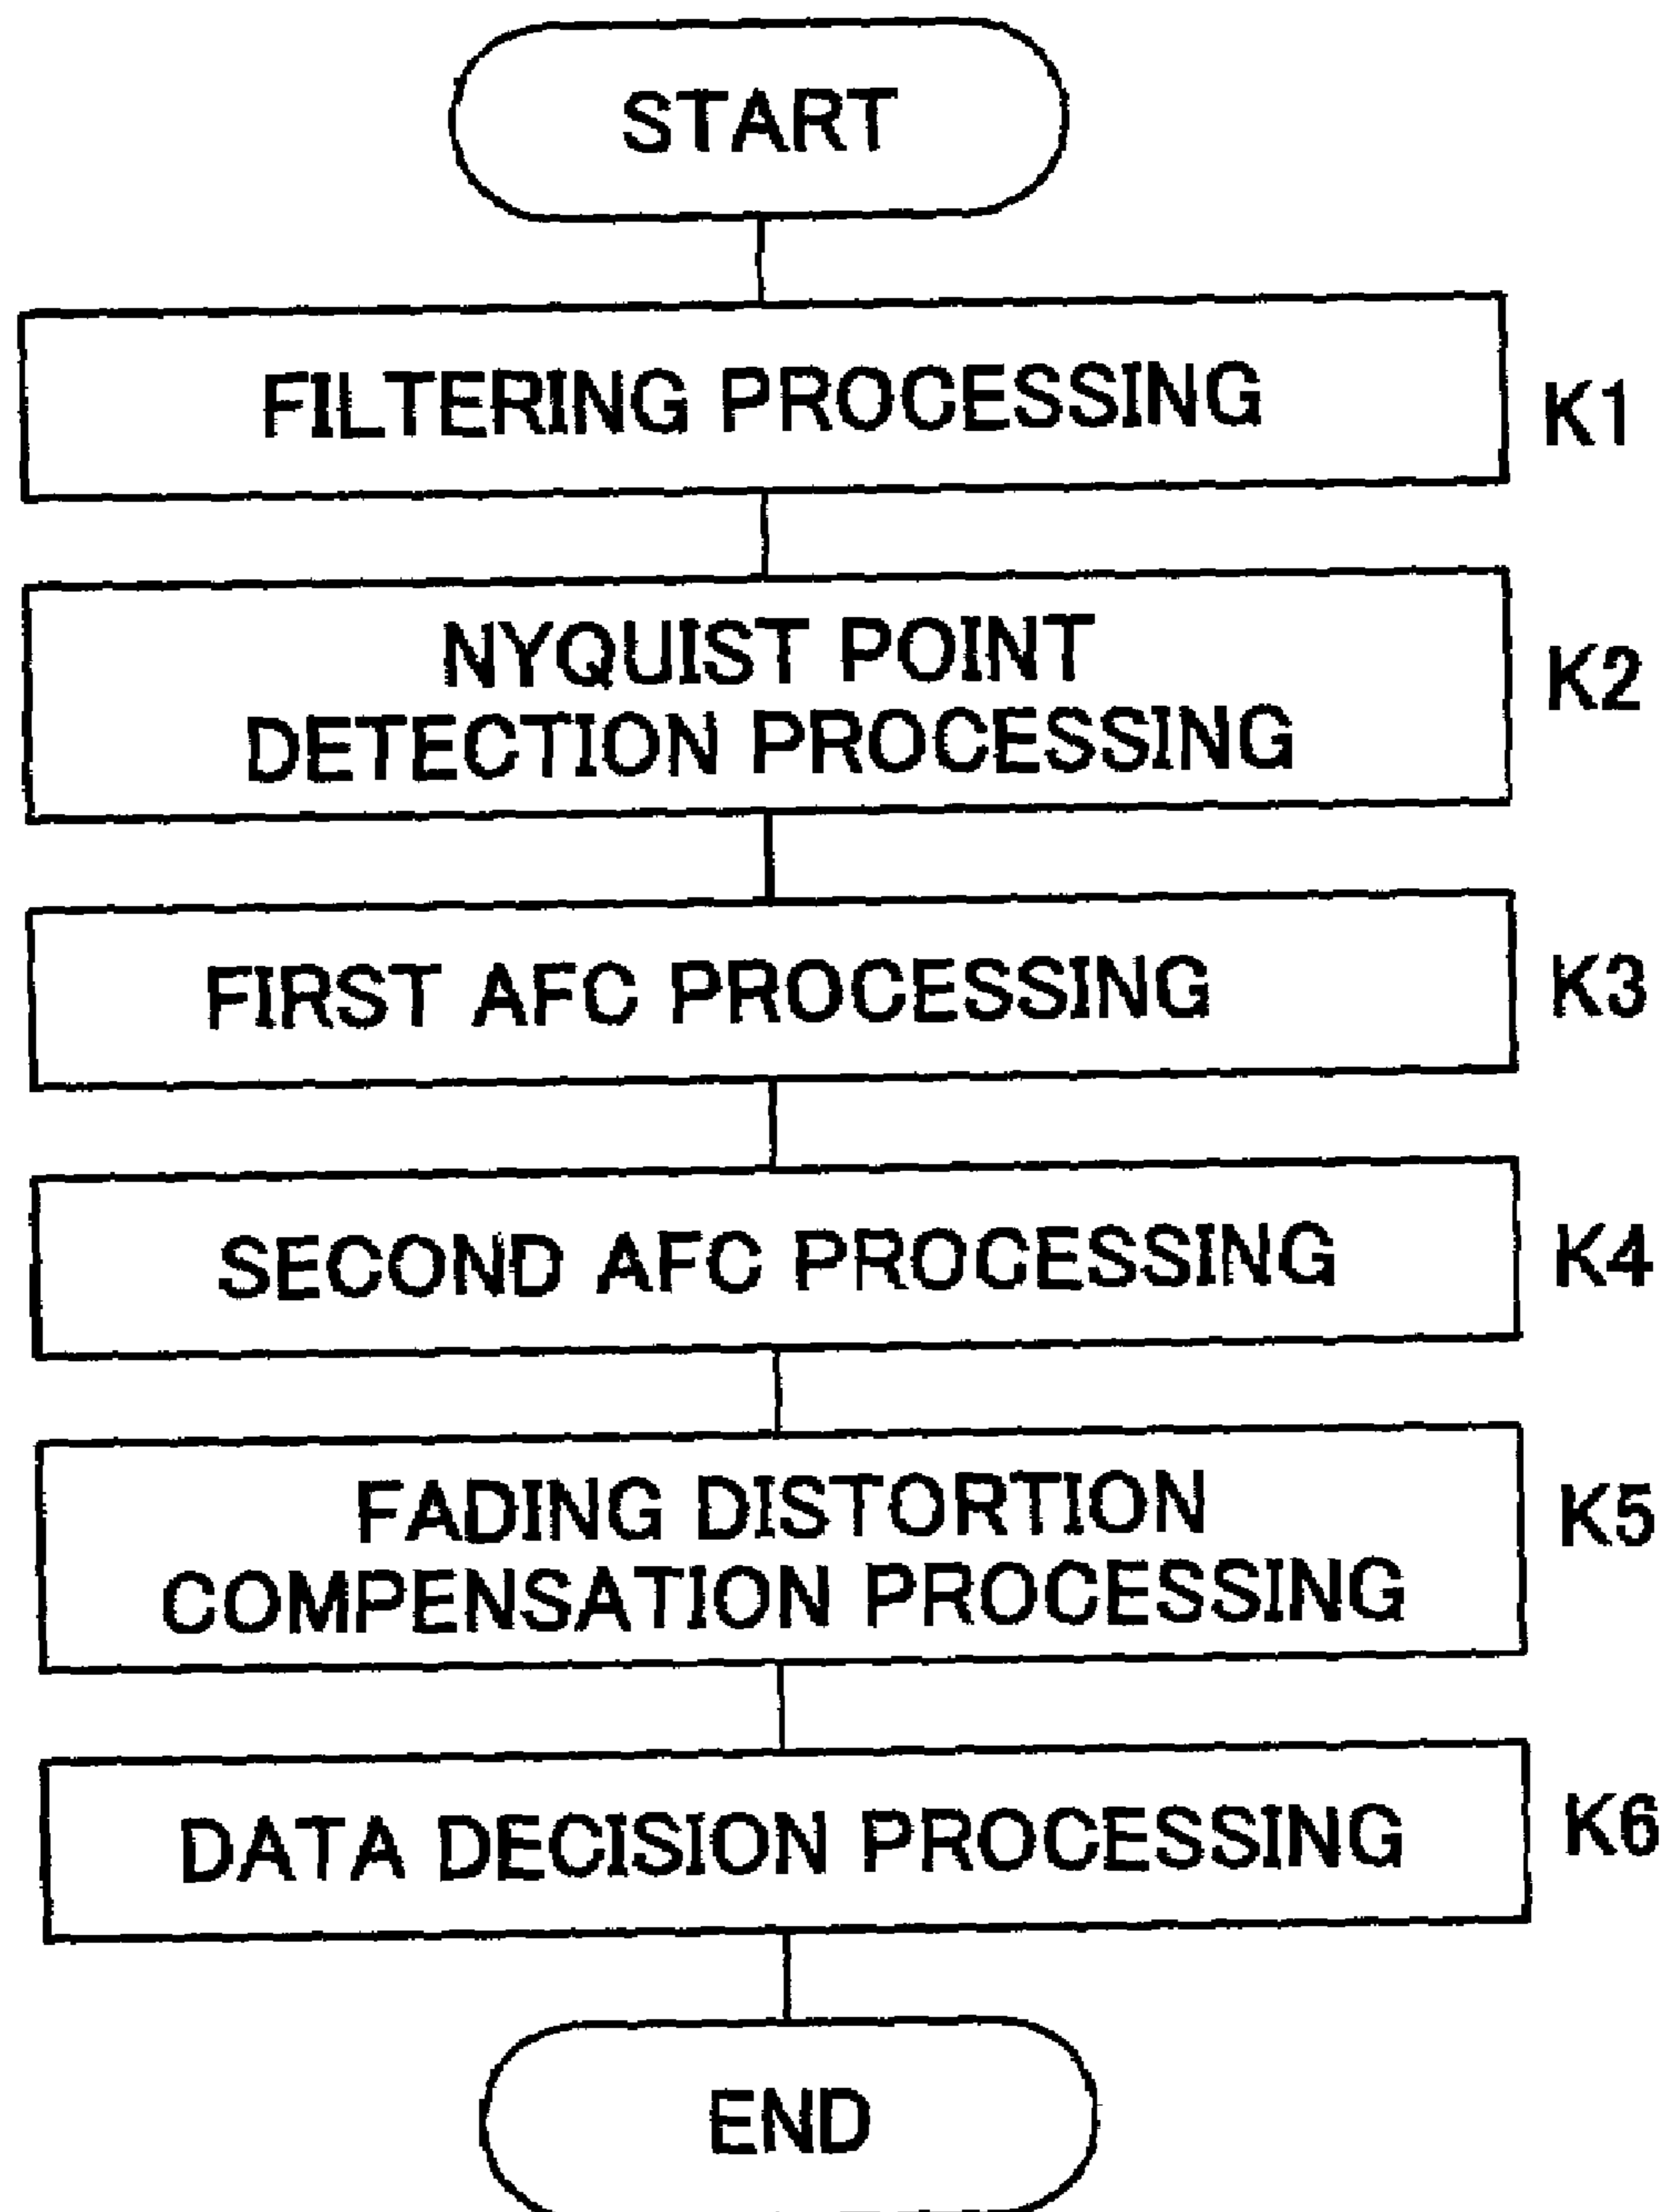 START
FILTERING PROCESSING
K1
NYQUIST POINT
DETECTION PROCESSING
K2
FIRST AFC PROCESSING
K3
SECOND AFC PROCESSING
K4
FADING DISTORTION
COMPENSATION PROCESSING
K5
DATA DECISION PROCESSING
K6
END